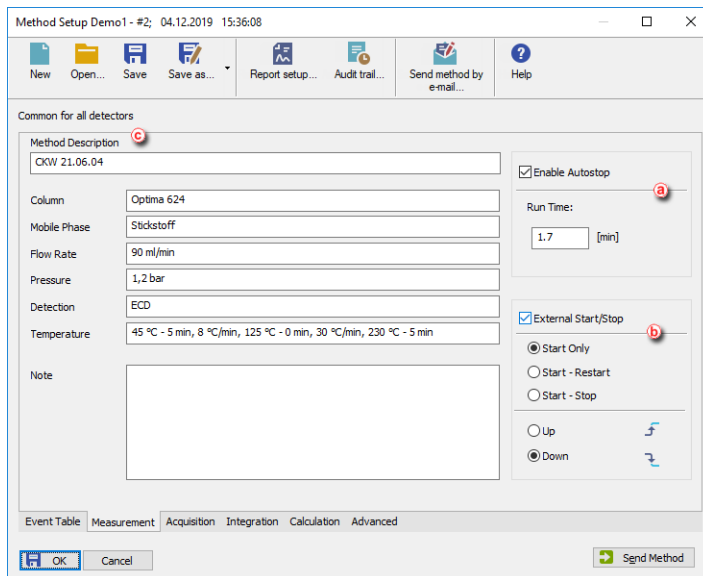 Method Setup Demo1 - #2; 04.12.2019 15:36:08
New Open... Save Save as... Report setup... Audit trail... Send method by e-mail... Help
Common for all detectors
Method Description c
CKW 21.06.04
Column Optima 624
Mobile Phase Stickstoff
Flow Rate 90 ml/min
Pressure 1,2 bar
Detection ECD
Temperature 45 °C - 5 min, 8 °C/min, 125 °C - 0 min, 30 °C/min, 230 °C - 5 min
Note
Enable Autostop
a
Run Time:
1.7 [min]
External Start/Stop
b
Start Only
Start - Restart
Start - Stop
Up
Down
Event Table Measurement Acquisition Integration Calculation Advanced
OK Cancel Send Method